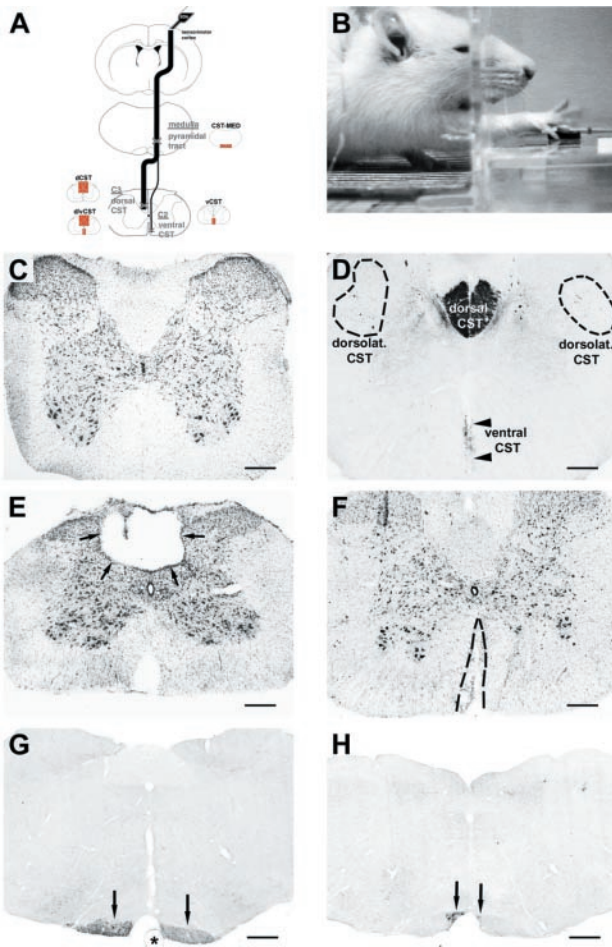 A
sensorimotor
cortex
medulla
pyramidal
tract
CST-MED
dCST
C3
dorsal
CST
dlvCST
C2
ventral
CST
vCST
B
C
D
dorsal
CST
dorsolat.
CST
dorsolat.
CST
ventral
CST
E
F
G
*
H